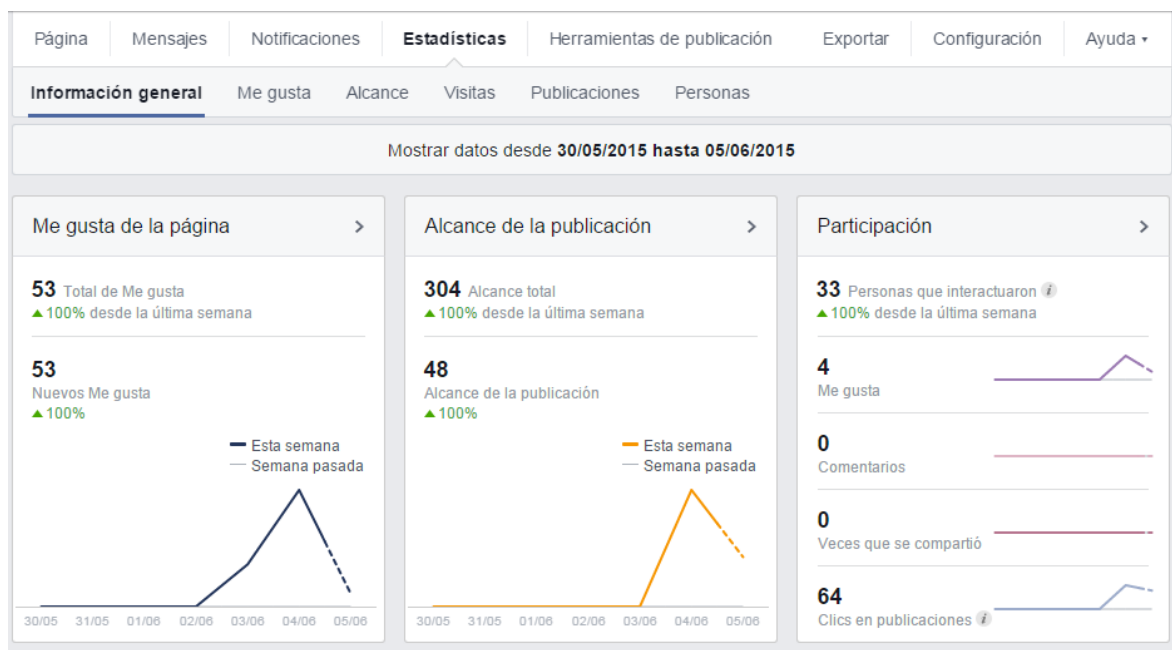 Página Mensajes Notificaciones Estadísticas Herramientas de publicación Exportar Configuración Ayuda
Información general Me gusta Alcance Visitas Publicaciones Personas
Mostrar datos desde 30/05/2015 hasta 05/06/2015
Me gusta de la página
53 Total de Me gusta
100% desde la última semana
53
Nuevos Me gusta
100%
Esta semana
Semana pasada
30/05 31/05 01/06 02/06 03/06 04/06 05/06
Alcance de la publicación
304 Alcance total
100% desde la última semana
48
Alcance de la publicación
100%
Esta semana
Semana pasada
30/05 31/05 01/06 02/06 03/06 04/06 05/06
Participación
33 Personas que interactuaron i
100% desde la última semana
4
Me gusta
0
Comentarios
0
Veces que se compartió
64
Clics en publicaciones i